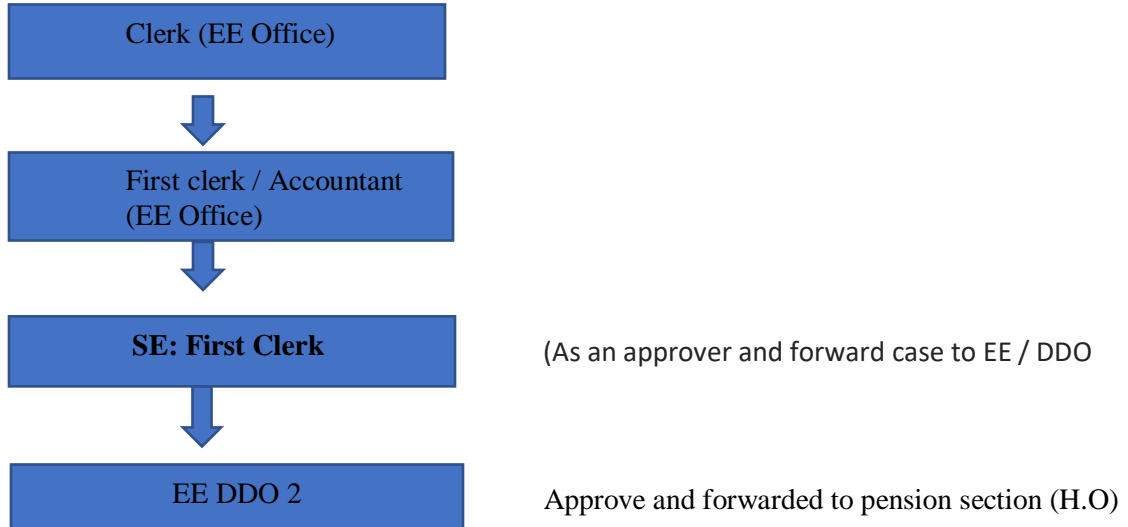 Clerk (EE Office)
First clerk / Accountant
(EE Office)
SE: First Clerk
(As an approver and forward case to EE / DDO
EE DDO 2
Approve and forwarded to pension section (H.O)